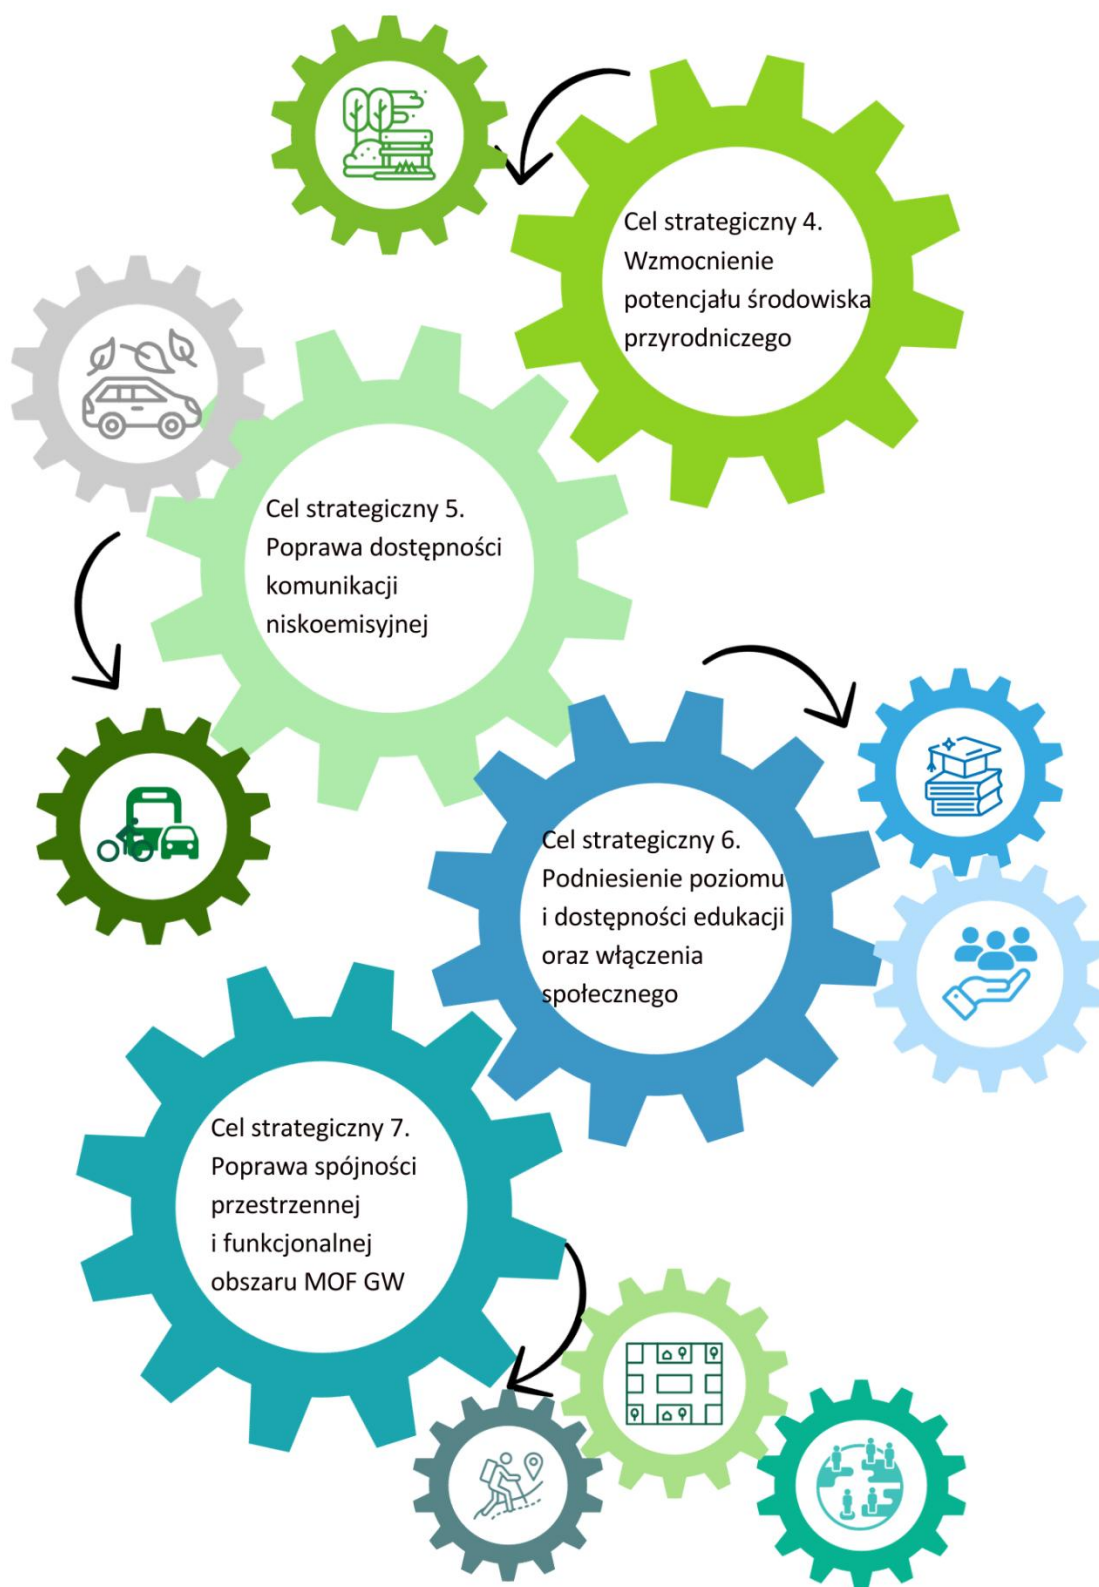 Cel strategiczny 4.
Wzmocnienie
potencjału środowiska
przyrodniczego
Cel strategiczny 5.
Poprawa dostępności
komunikacji
niskoemisyjnej
Cel strategiczny 6.
Podniesienie poziomu
i dostępności edukacji
oraz włączenia
społecznego
Cel strategiczny 7.
Poprawa spójności
przestrzennej
i funkcjonalnej
obszaru MOF GW